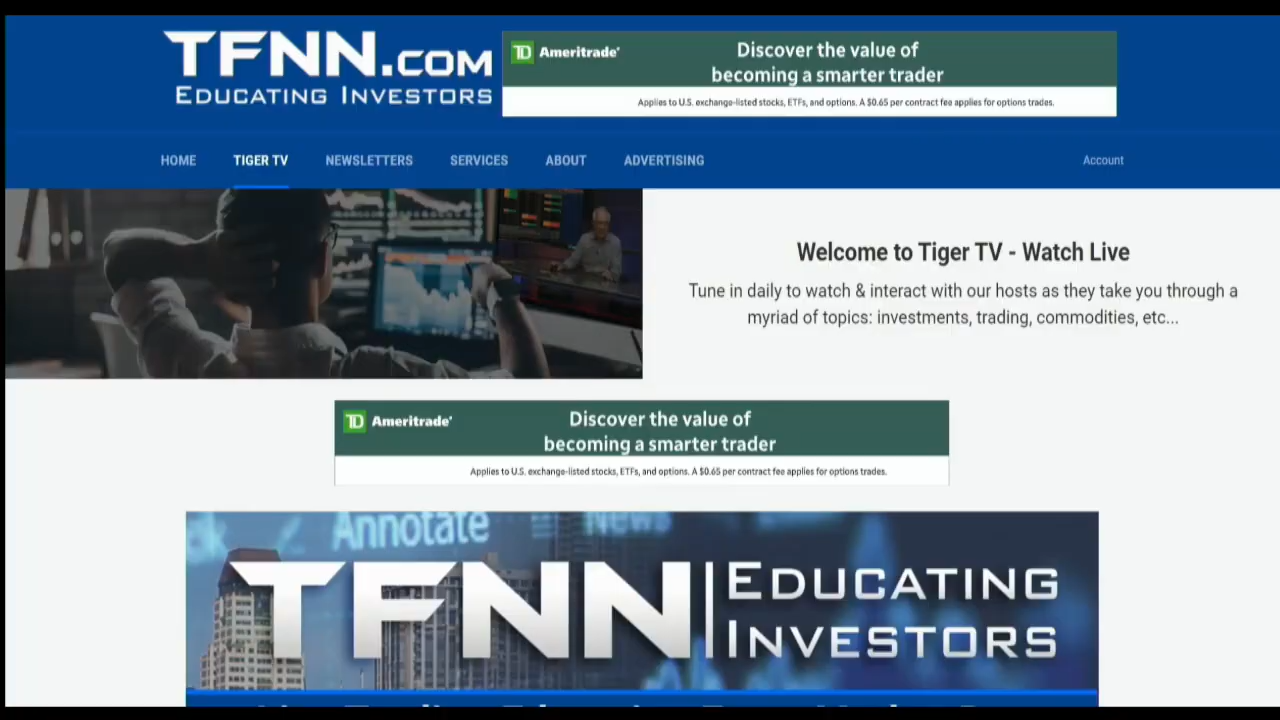 TFNN.COM
EDUCATING INVESTORS
TD Ameritrade
Discover the value of
becoming a smarter trader
Applies to U.S. exchange-listed stocks, ETFs, and options. A $0.65 per contract fee applies for options trades.
HOME TIGER TV NEWSLETTERS SERVICES ABOUT ADVERTISING Account
Welcome to Tiger TV - Watch Live
Tune in daily to watch & interact with our hosts as they take you through a
myriad of topics: investments, trading, commodities, etc...
TD Ameritrade
Discover the value of
becoming a smarter trader
Applies to U.S. exchange-listed stocks, ETFs, and options. A $0.65 per contract fee applies for options trades.
Annotate News
TFNN EDUCATING
INVESTORS